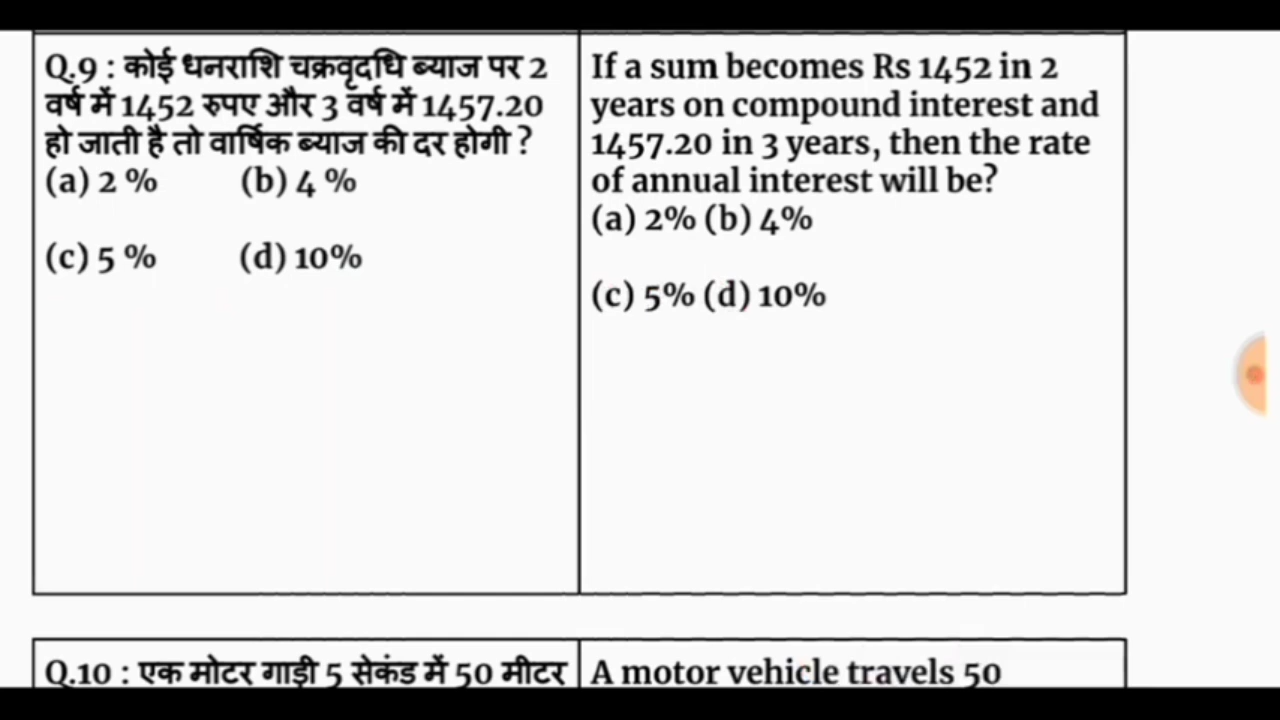 Q.9 : कोई धनराशि चक्रवृदधि ब्याज पर 2
वर्ष में 1452 रुपए और 3 वर्ष में 1457.20
हो जाती है तो वार्षिक ब्याज की दर होगी ?
(a) 2 % (b) 4 %
(c) 5 % (d) 10%
If a sum becomes Rs 1452 in 2
years on compound interest and
1457.20 in 3 years, then the rate
of annual interest will be?
(a) 2% (b) 4%
(c) 5% (d) 10%
Q.10 : एक मोटर गाड़ी 5 सेकंड में 50 मीटर
A motor vehicle travels 50